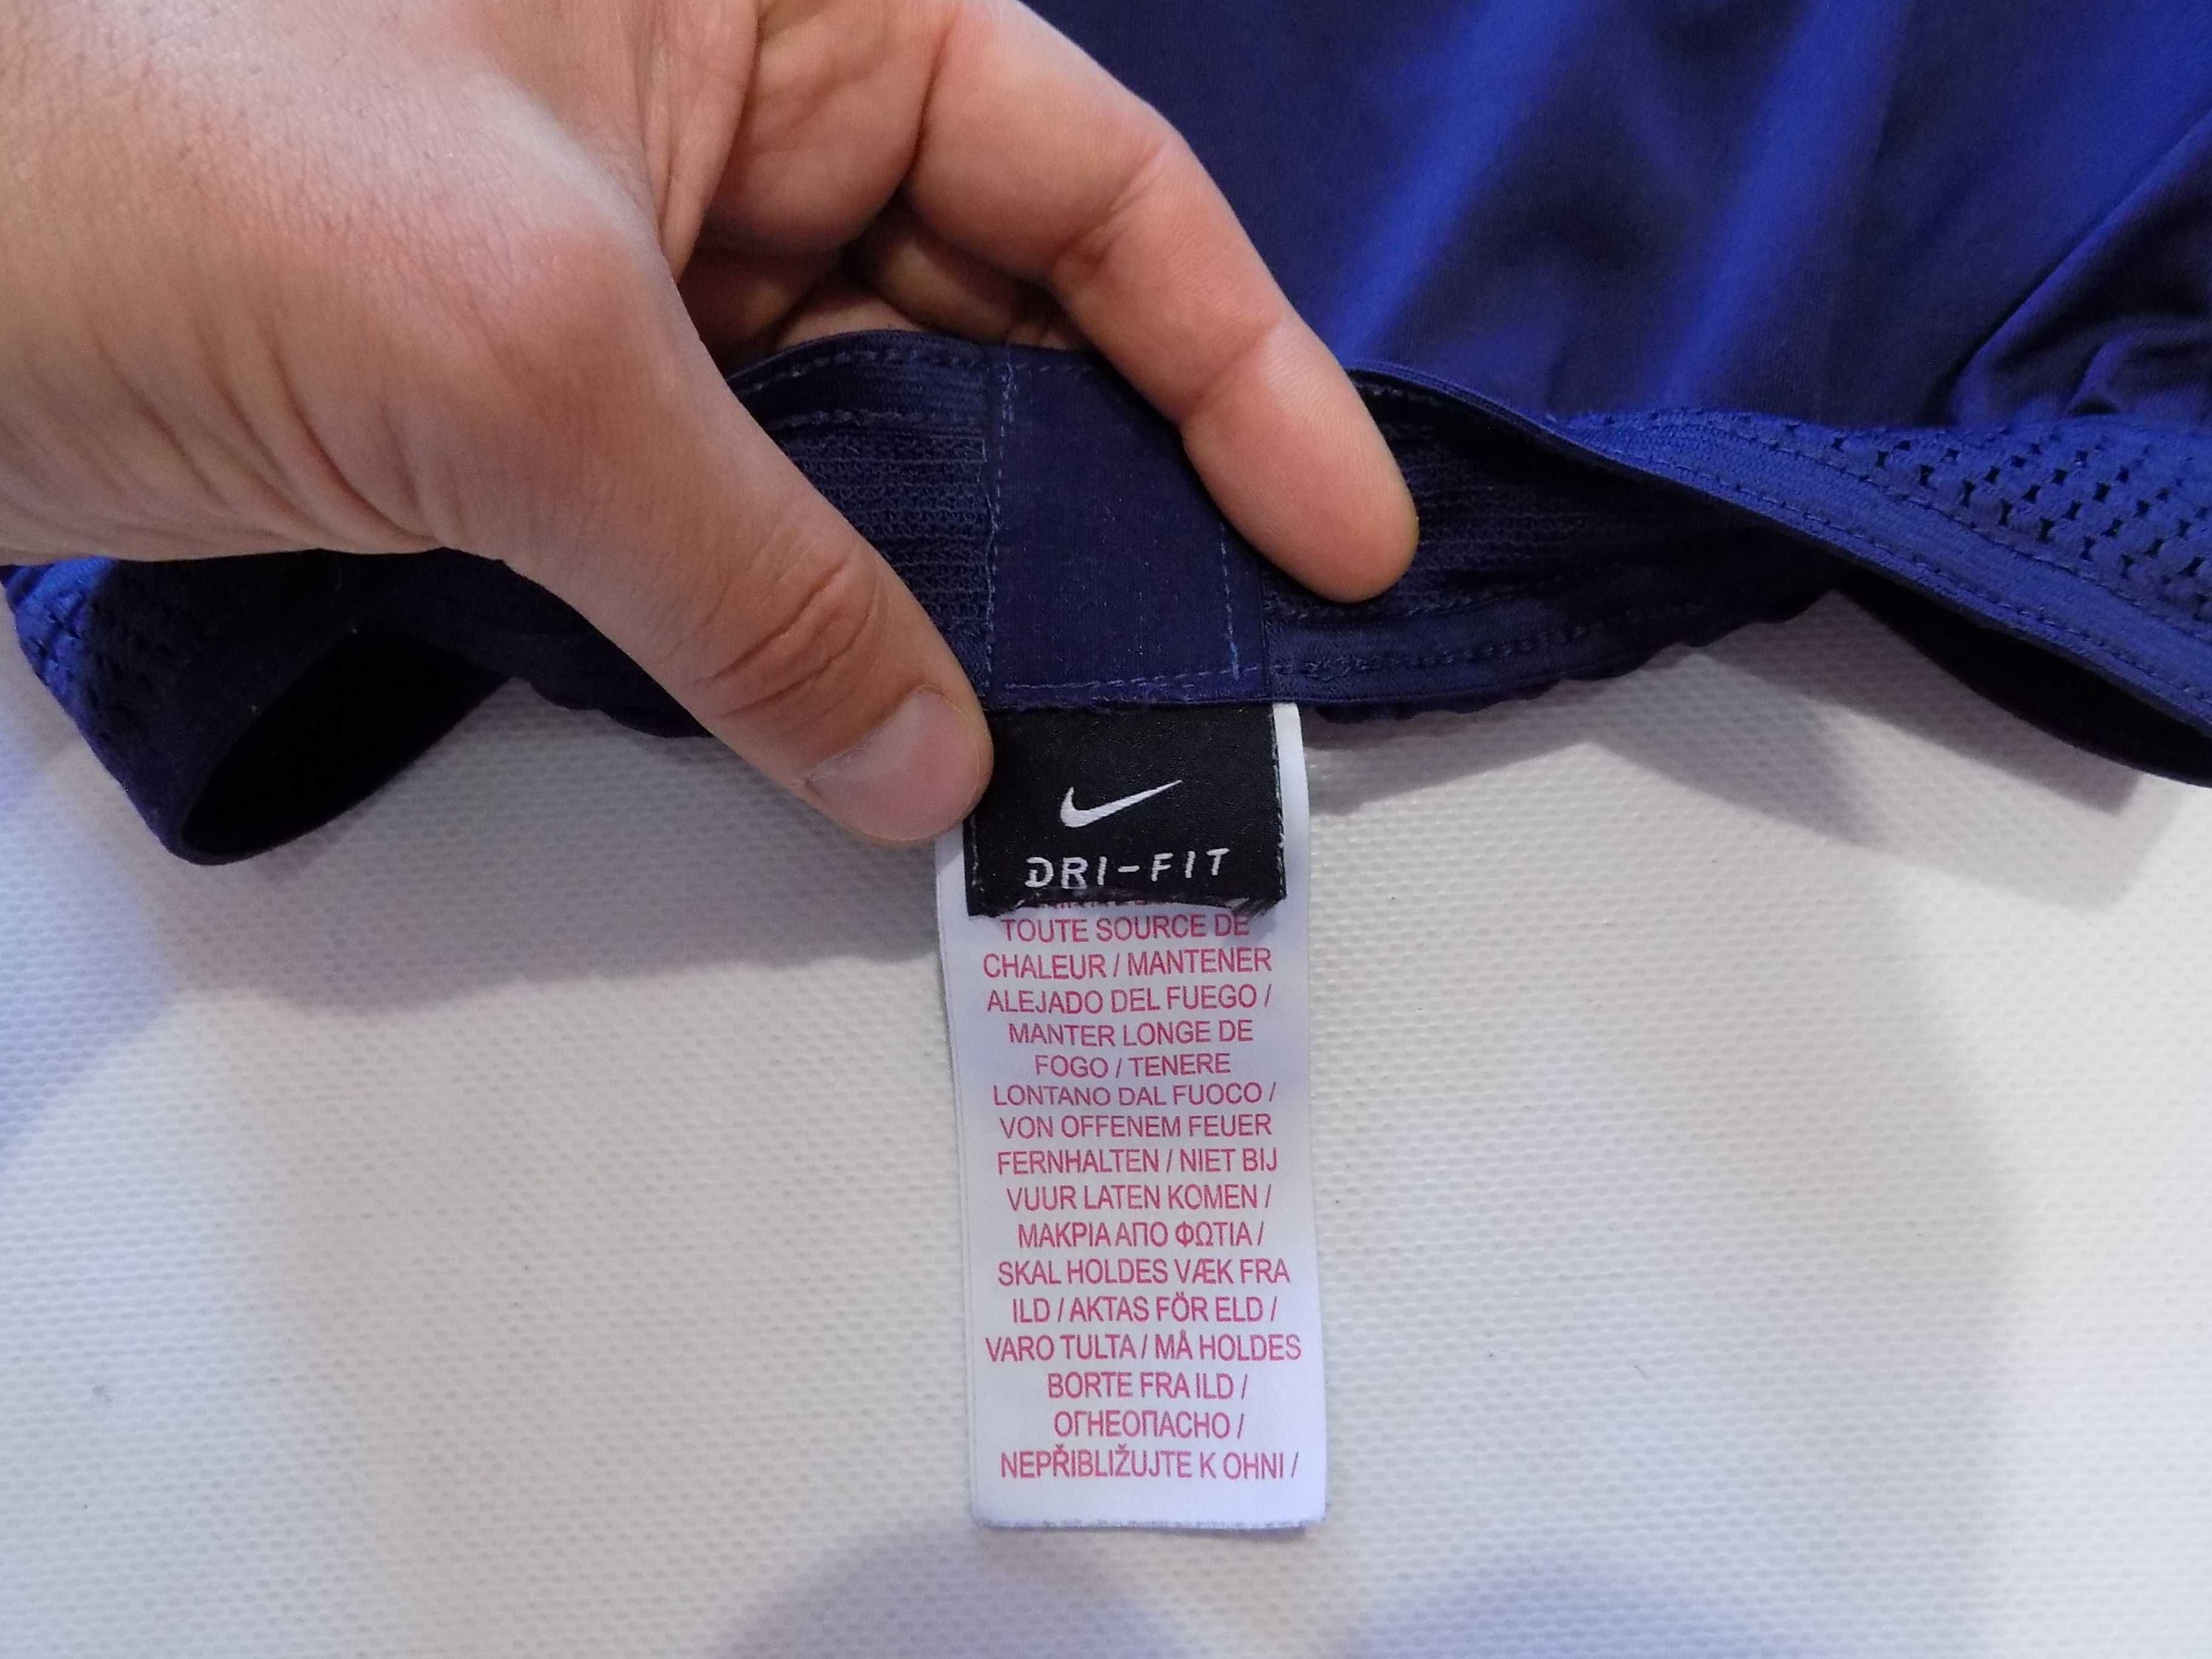 DRI-FIT
TOUTE SOURCE DE
CHALEUR / MANTENER
ALEJADO DEL FUEGO /
MANTER LONGE DE
FOGO / TENERE
LONTANO DAL FUOCO /
VON OFFENEM FEUER
FERNHALTEN / NIET BIJ
VUUR LATEN KOMEN /
ΜΑΚΡΙΑ ΑΠΟ ΦΩΤΙΑ /
SKAL HOLDES VÆK FRA
ILD / AKTAS FÖR ELD /
VARO TULTA / MÅ HOLDES
BORTE FRA ILD /
ОГНЕОПАСНО /
NEPŘIBLIŽUJTE K OHNI /